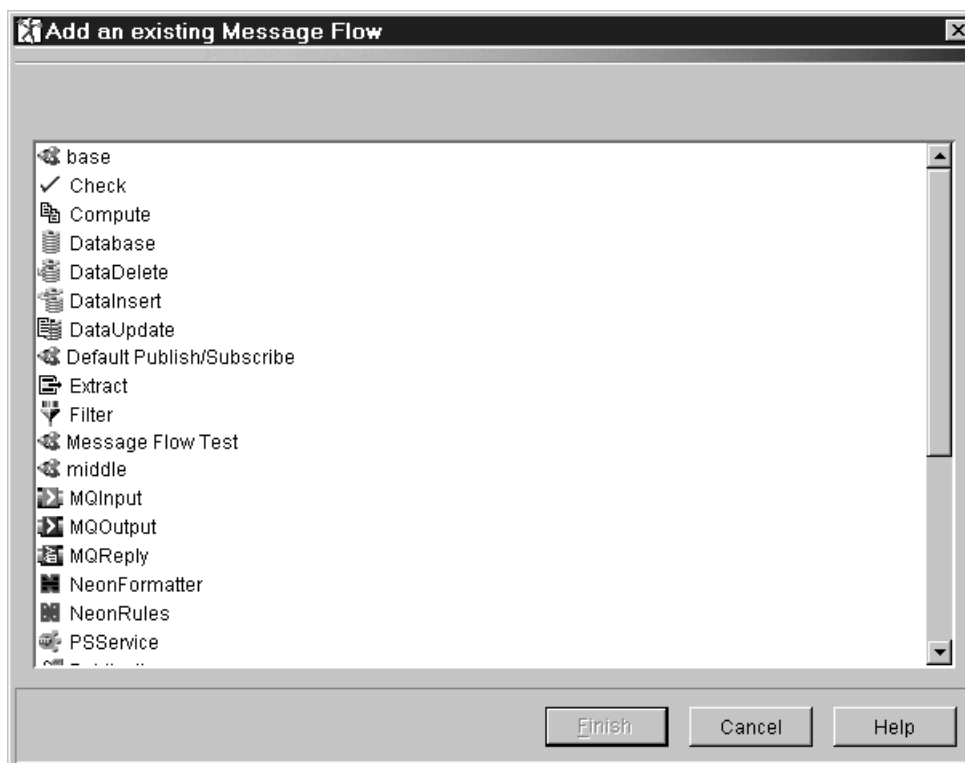 Add an existing Message Flow
base
Check
Compute
Database
DataDelete
DataInsert
DataUpdate
Default Publish/Subscribe
Extract
Filter
Message Flow Test
middle
MQInput
MQOutput
MQReply
NeonFormatter
NeonRules
PSService
Finish Cancel Help